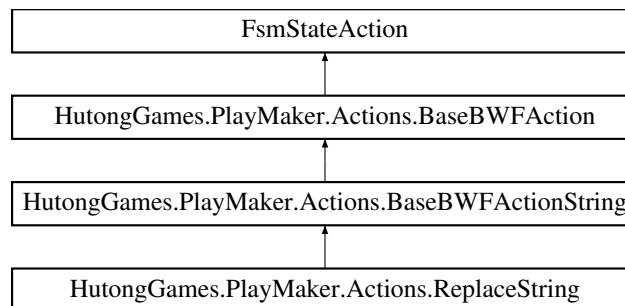 FsmStateAction
HutongGames.PlayMaker.Actions.BaseBWFAction
HutongGames.PlayMaker.Actions.BaseBWFActionString
HutongGames.PlayMaker.Actions.ReplaceString